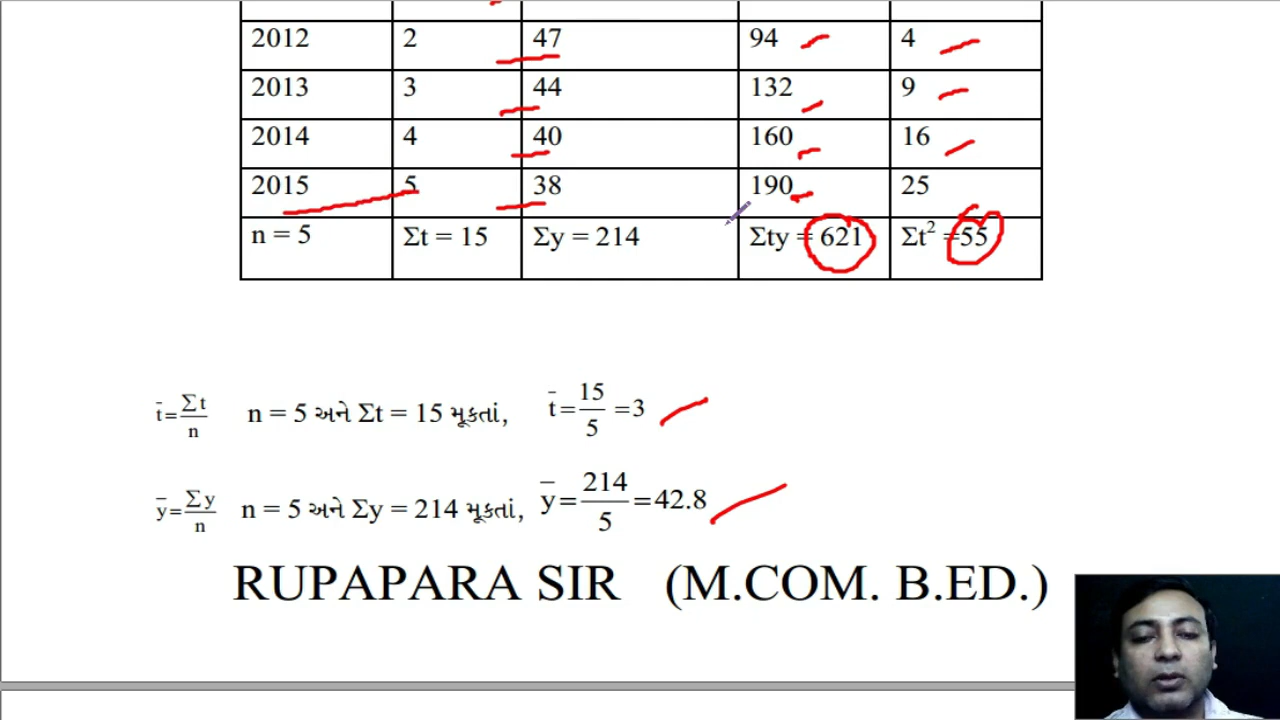 2012 2 47 94 4
2013 3 44 132 9
2014 4 40 160 16
2015 5 38 190 25
n = 5 Σt = 15 Σy = 214 Σty = 621 Σt² =55
t̄ = Σt/n n = 5 અને Σt = 15 મૂકતાં, t̄ = 15/5 = 3
ȳ = Σy/n n = 5 અને Σy = 214 મૂકતાં, ȳ = 214/5 = 42.8
RUPAPARA SIR (M.COM. B.ED.)